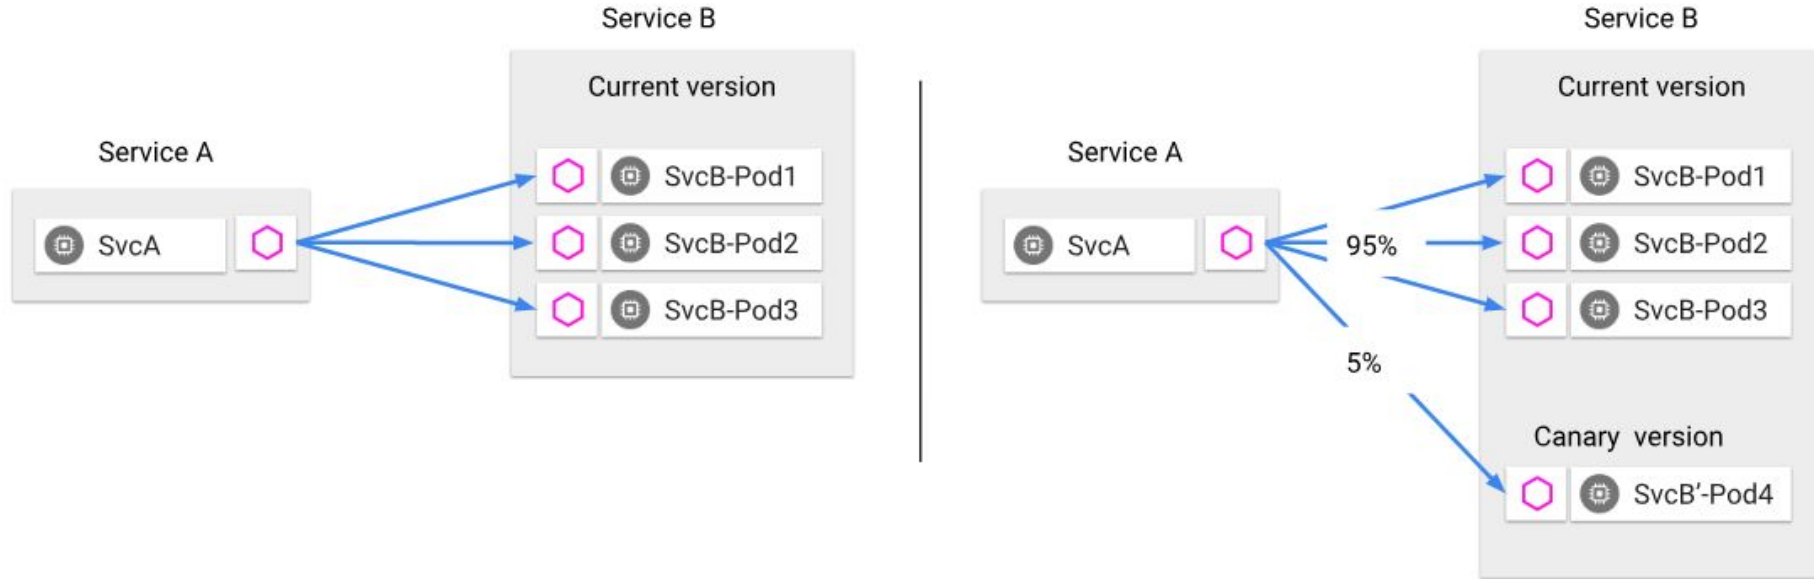 Service B
Current version
Service A
SvcA
SvcB-Pod1
SvcB-Pod2
SvcB-Pod3
Service B
Current version
Service A
SvcA
95%
5%
SvcB-Pod1
SvcB-Pod2
SvcB-Pod3
Canary version
SvcB’-Pod4